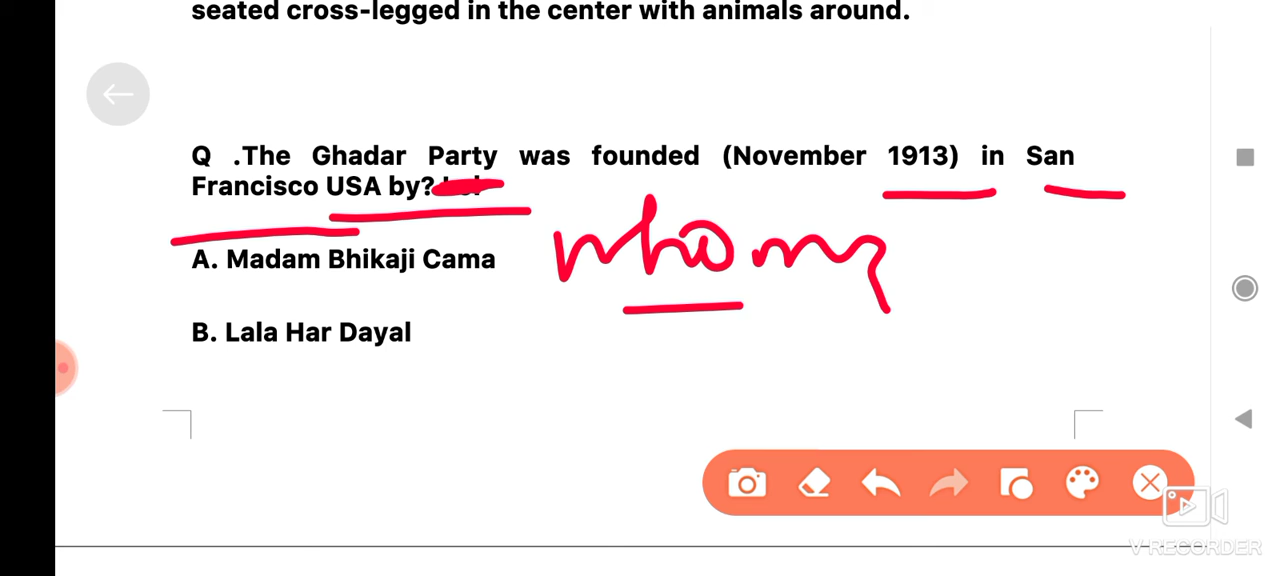 seated cross-legged in the center with animals around.
Q .The Ghadar Party was founded (November 1913) in San
Francisco USA by?
whom
A. Madam Bhikaji Cama
B. Lala Har Dayal
V RECORDER